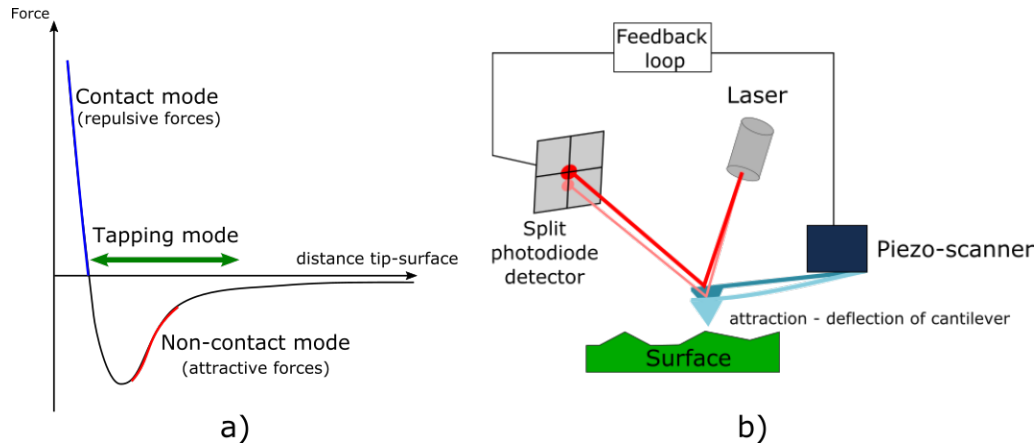 Force
Contact mode
(repulsive forces)
Tapping mode
distance tip-surface
Non-contact mode
(attractive forces)
a)
Feedback
loop
Laser
Split
photodiode
detector
Piezo-scanner
attraction - deflection of cantilever
Surface
b)